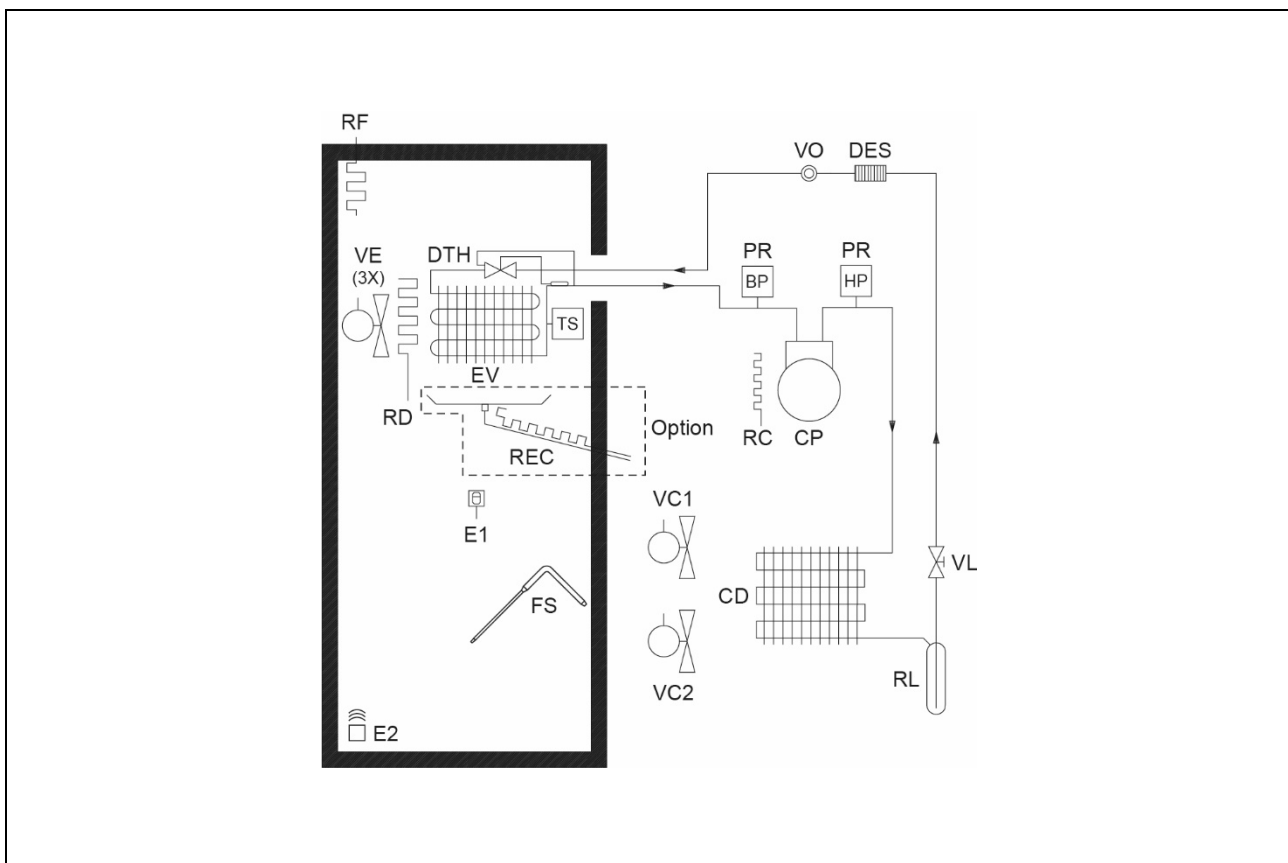 RF
VO DES
VE
(3X)
DTH
PR
BP
PR
HP
TS
EV
RD
Option
REC
RC
CP
E1
VC1
VL
CD
FS
VC2
RL
E2